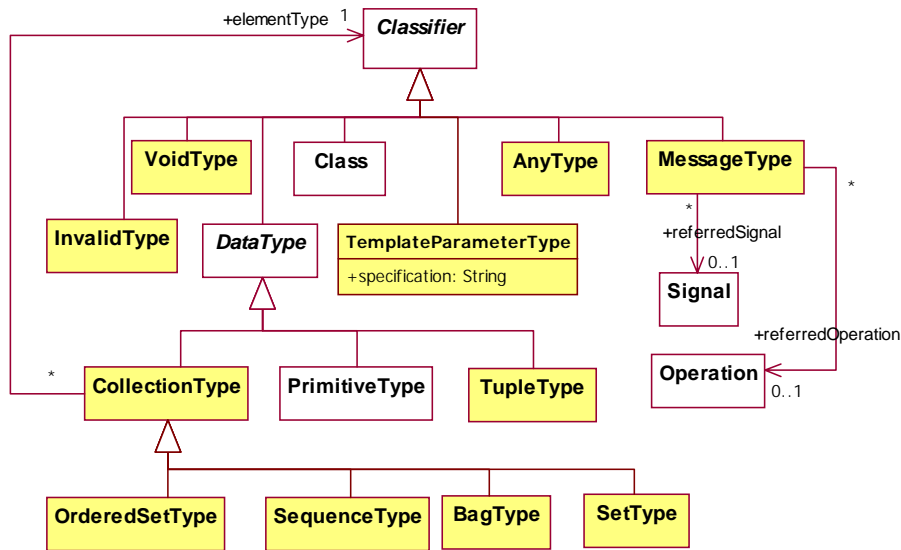 +elementType 1
Classifier
VoidType
Class
AnyType
MessageType
*
*
InvalidType
DataType
TemplateParameterType
+specification: String
+referredSignal
0..1
Signal
+referredOperation
*
CollectionType
PrimitiveType
TupleType
Operation
0..1
OrderedSetType
SequenceType
BagType
SetType